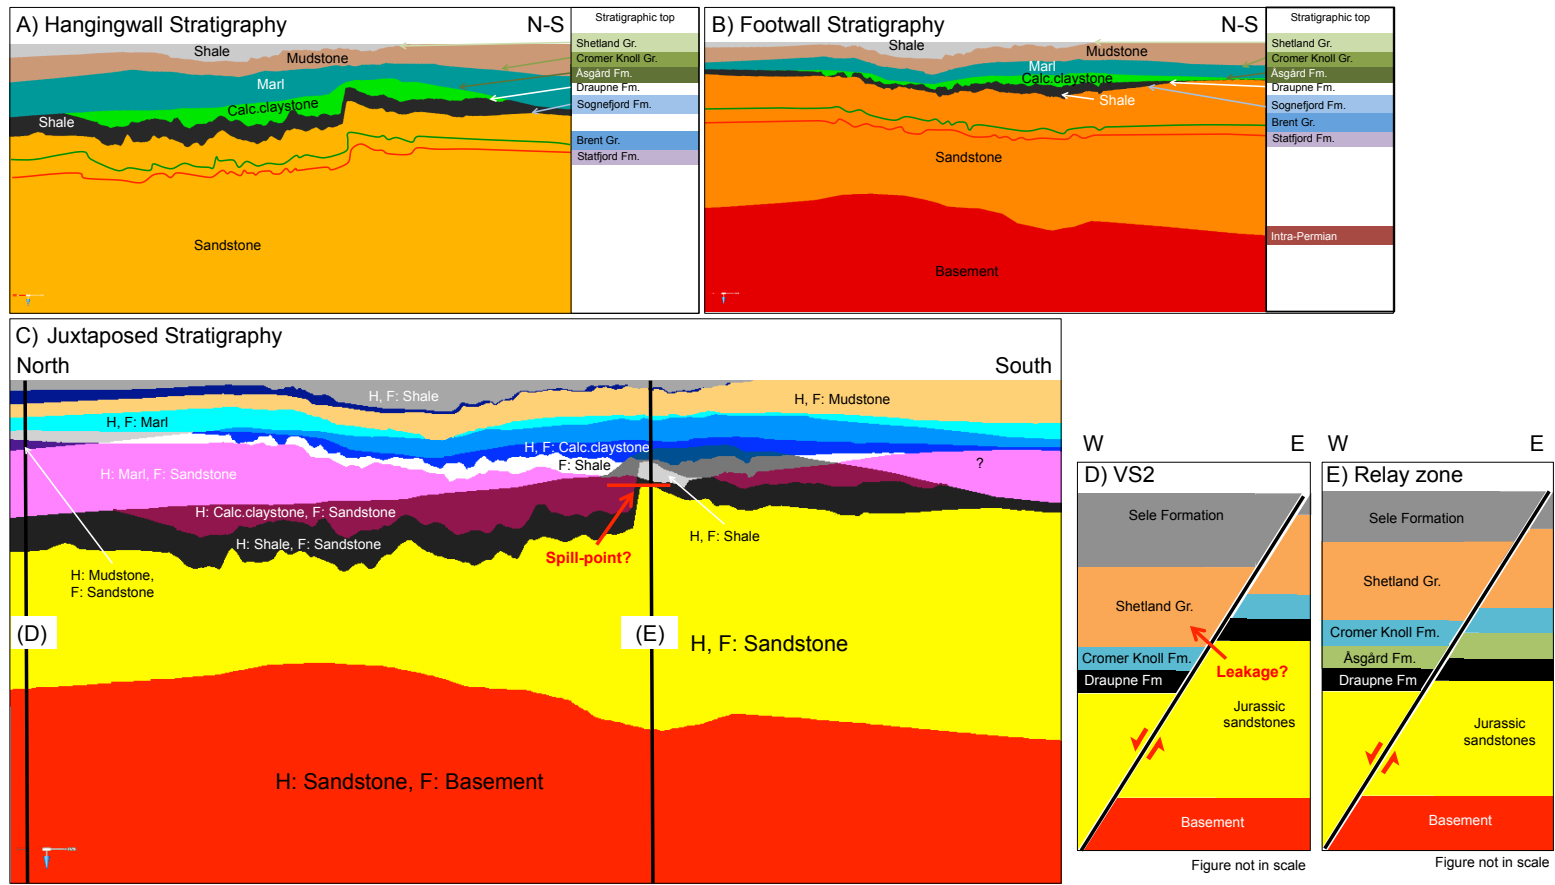 A) Hangingwall Stratigraphy
N-S
Stratigraphic top
Shale
Mudstone
Marl
Calc.claystone
Shale
Sandstone
Shetland Gr.
Cromer Knoll Gr.
Åsgård Fm.
Draupne Fm.
Sognefjord Fm.
Brent Gr.
Statfjord Fm.
B) Footwall Stratigraphy
N-S
Stratigraphic top
Shale
Mudstone
Marl
Calc.claystone
Shale
Sandstone
Basement
Shetland Gr.
Cromer Knoll Gr.
Åsgård Fm.
Draupne Fm.
Sognefjord Fm.
Brent Gr.
Statfjord Fm.
Intra-Permian
C) Juxtaposed Stratigraphy
North
South
H, F: Shale
H, F: Mudstone
H, F: Marl
H, F: Calc.claystone
F: Shale
?
H: Marl, F: Sandstone
H: Calc.claystone, F: Sandstone
H: Shale, F: Sandstone
H, F: Shale
Spill-point?
H: Mudstone,
F: Sandstone
(D)
(E)
H, F: Sandstone
H: Sandstone, F: Basement
W
E
D) VS2
Sele Formation
Shetland Gr.
Cromer Knoll Fm.
Draupne Fm
Leakage?
Jurassic
sandstones
Basement
Figure not in scale
W
E
E) Relay zone
Sele Formation
Shetland Gr.
Cromer Knoll Fm.
Åsgård Fm.
Draupne Fm
Jurassic
sandstones
Basement
Figure not in scale